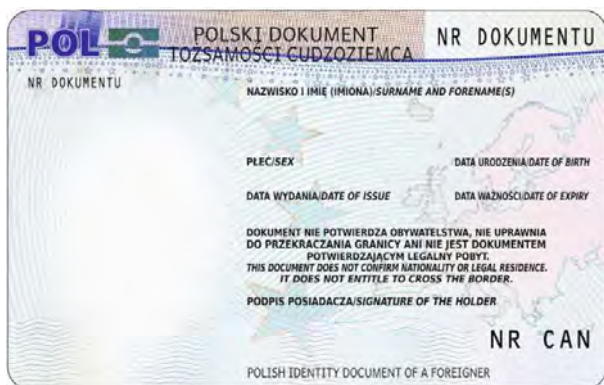 POL
POLSKI DOKUMENT
TOŻSAMOŚCI CUDZOZIEMCA
NR DOKUMENTU
NR DOKUMENTU
NAZWISKO I IMIĘ (IMIONA)/SURNAME AND FORENAME(S)
PŁEĆ/SEX DATA URODZENIA/DATE OF BIRTH
DATA WYDANIA/DATE OF ISSUE DATA WAŻNOŚCI/DATE OF EXPIRY
DOKUMENT NIE POTWIERDZA OBYWATELSTWA, NIE UPRAWNIA
DO PRZEKRACZANIA GRANICY ANI NIE JEST DOKUMENTEM
POTWIERDZAJĄCYM LEGALNY POBYT.
THIS DOCUMENT DOES NOT CONFIRM NATIONALITY OR LEGAL RESIDENCE.
IT DOES NOT ENTITLE TO CROSS THE BORDER.
PODPIS POSIADACZA/SIGNATURE OF THE HOLDER
NR CAN
POLISH IDENTITY DOCUMENT OF A FOREIGNER